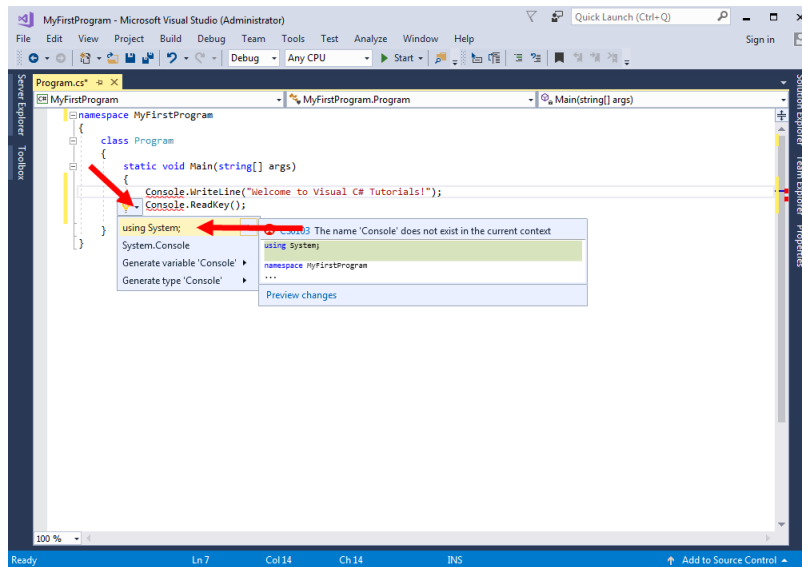 MyFirstProgram - Microsoft Visual Studio (Administrator)
Quick Launch (Ctrl+Q)
File Edit View Project Build Debug Team Tools Test Analyze Window Help
Sign in
Debug Any CPU Start
Server Explorer
Toolbox
Program.cs*
C# MyFirstProgram
MyFirstProgram.Program
Main(string[] args)
namespace MyFirstProgram
{
class Program
{
static void Main(string[] args)
{
Console.WriteLine("Welcome to Visual C# Tutorials!");
Console.ReadKey();
}
}
using System;
System.Console
Generate variable 'Console'
Generate type 'Console'
The name 'Console' does not exist in the current context
using System;
namespace MyFirstProgram
...
Preview changes
Solution Explorer
Team Explorer
Properties
100 %
Ready Ln 7 Col 14 Ch 14 INS Add to Source Control